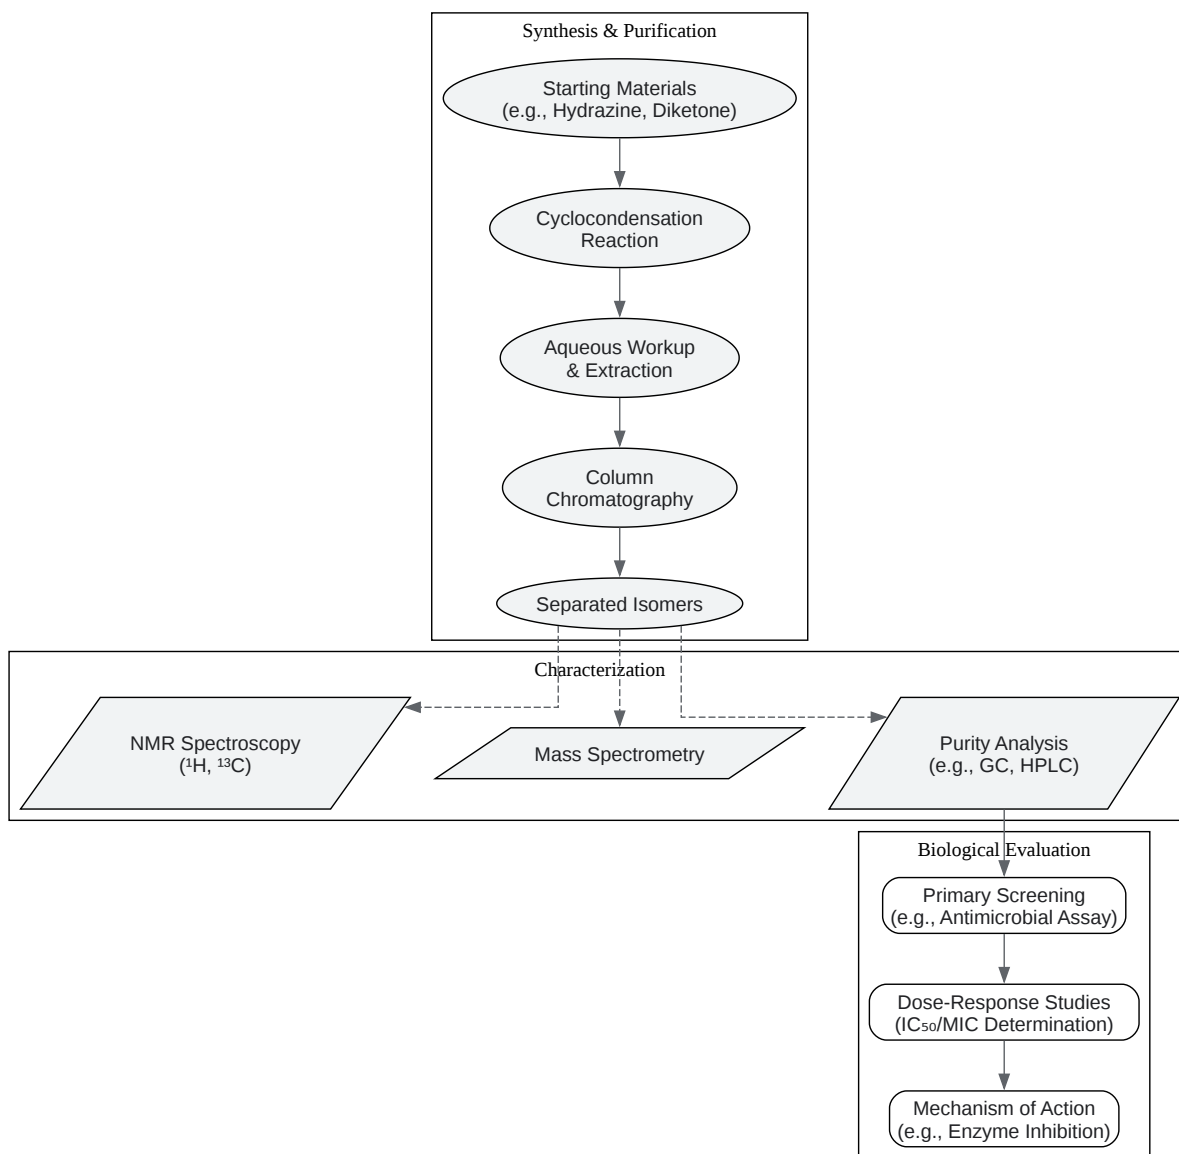 Synthesis & Purification
Starting Materials
(e.g., Hydrazine, Diketone)
Cyclocondensation
Reaction
Aqueous Workup
& Extraction
Column
Chromatography
Separated Isomers
Characterization
NMR Spectroscopy
(¹H, ¹³C)
Mass Spectrometry
Purity Analysis
(e.g., GC, HPLC)
Biological Evaluation
Primary Screening
(e.g., Antimicrobial Assay)
Dose-Response Studies
(IC₅₀/MIC Determination)
Mechanism of Action
(e.g., Enzyme Inhibition)